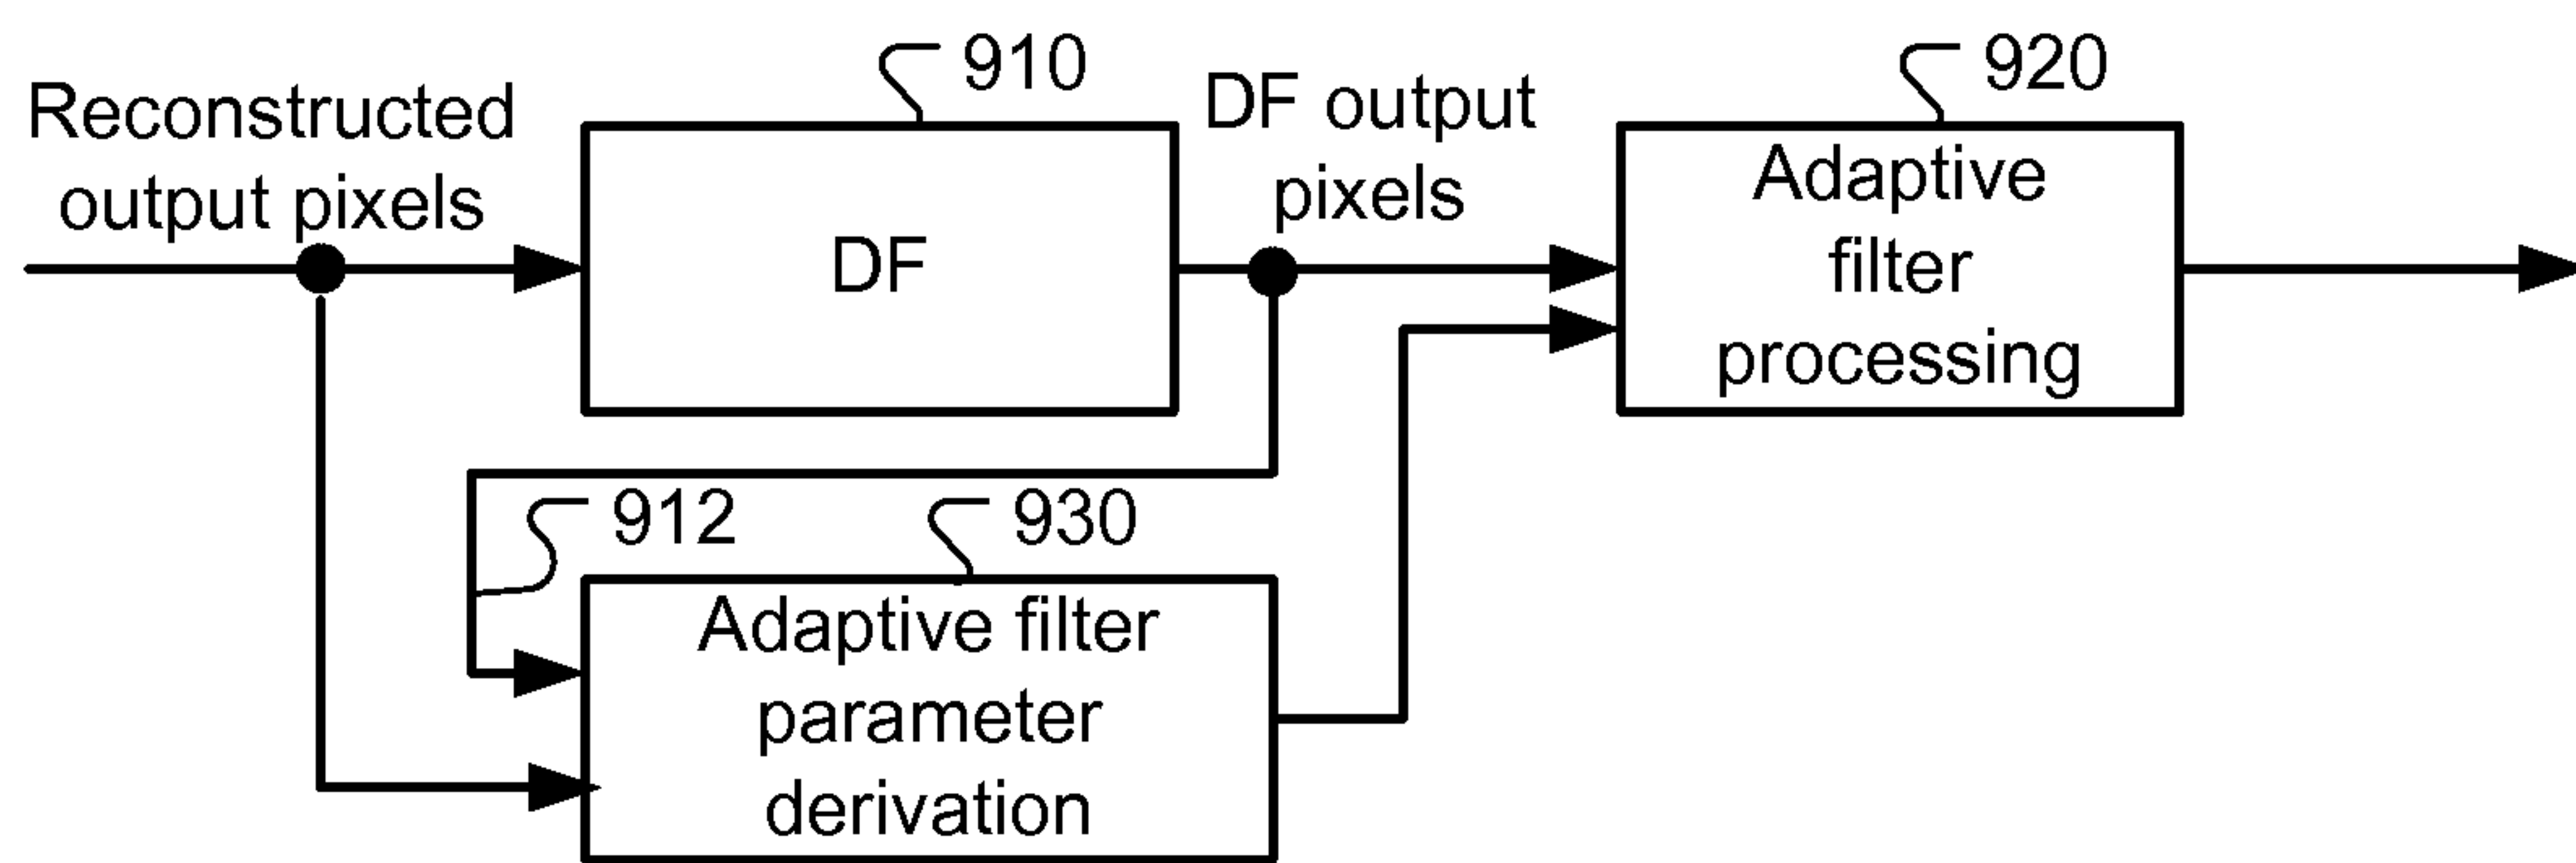 910
920
Reconstructed
output pixels
DF output
pixels
DF
Adaptive
filter
processing
912
930
Adaptive filter
parameter
derivation